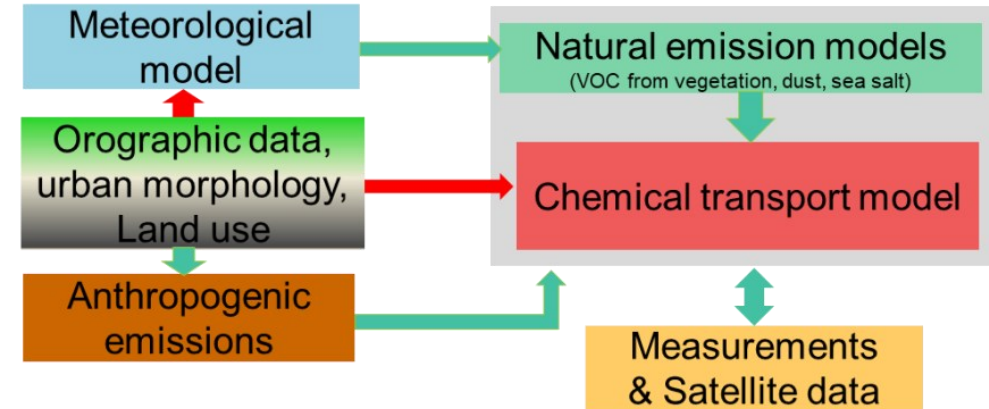 Meteorological
model
Natural emission models
(VOC from vegetation, dust, sea salt)
Orographic data,
urban morphology,
Land use
Chemical transport model
Anthropogenic
emissions
Measurements
& Satellite data